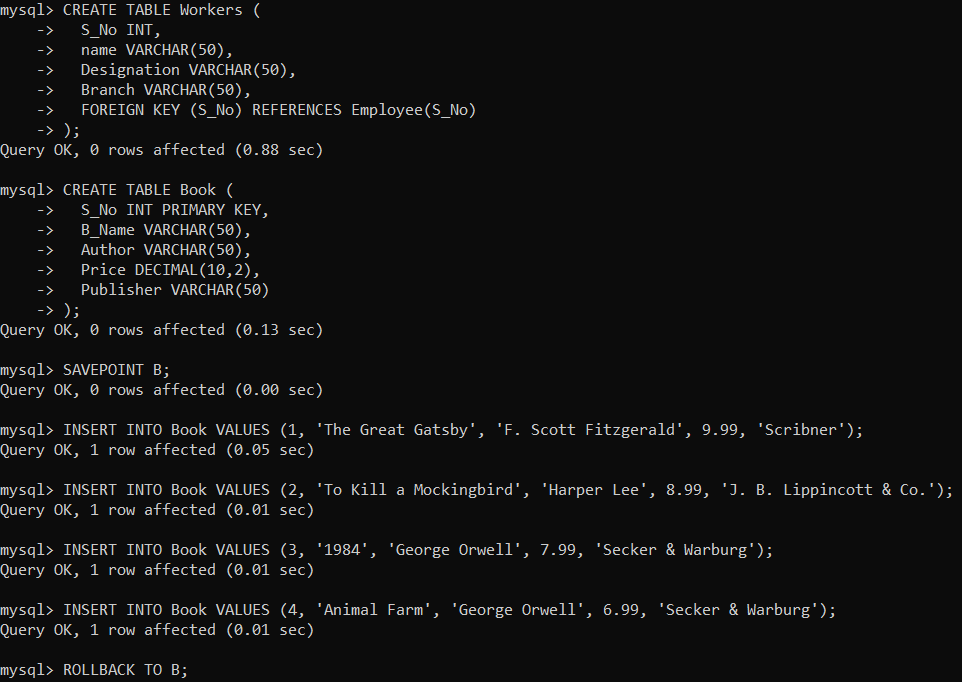 mysql> CREATE TABLE Workers (
    ->   S_No INT,
    ->   name VARCHAR(50),
    ->   Designation VARCHAR(50),
    ->   Branch VARCHAR(50),
    ->   FOREIGN KEY (S_No) REFERENCES Employee(S_No)
    -> );
Query OK, 0 rows affected (0.88 sec)

mysql> CREATE TABLE Book (
    ->   S_No INT PRIMARY KEY,
    ->   B_Name VARCHAR(50),
    ->   Author VARCHAR(50),
    ->   Price DECIMAL(10,2),
    ->   Publisher VARCHAR(50)
    -> );
Query OK, 0 rows affected (0.13 sec)

mysql> SAVEPOINT B;
Query OK, 0 rows affected (0.00 sec)

mysql> INSERT INTO Book VALUES (1, 'The Great Gatsby', 'F. Scott Fitzgerald', 9.99, 'Scribner');
Query OK, 1 row affected (0.05 sec)

mysql> INSERT INTO Book VALUES (2, 'To Kill a Mockingbird', 'Harper Lee', 8.99, 'J. B. Lippincott & Co.');
Query OK, 1 row affected (0.01 sec)

mysql> INSERT INTO Book VALUES (3, '1984', 'George Orwell', 7.99, 'Secker & Warburg');
Query OK, 1 row affected (0.01 sec)

mysql> INSERT INTO Book VALUES (4, 'Animal Farm', 'George Orwell', 6.99, 'Secker & Warburg');
Query OK, 1 row affected (0.01 sec)

mysql> ROLLBACK TO B;